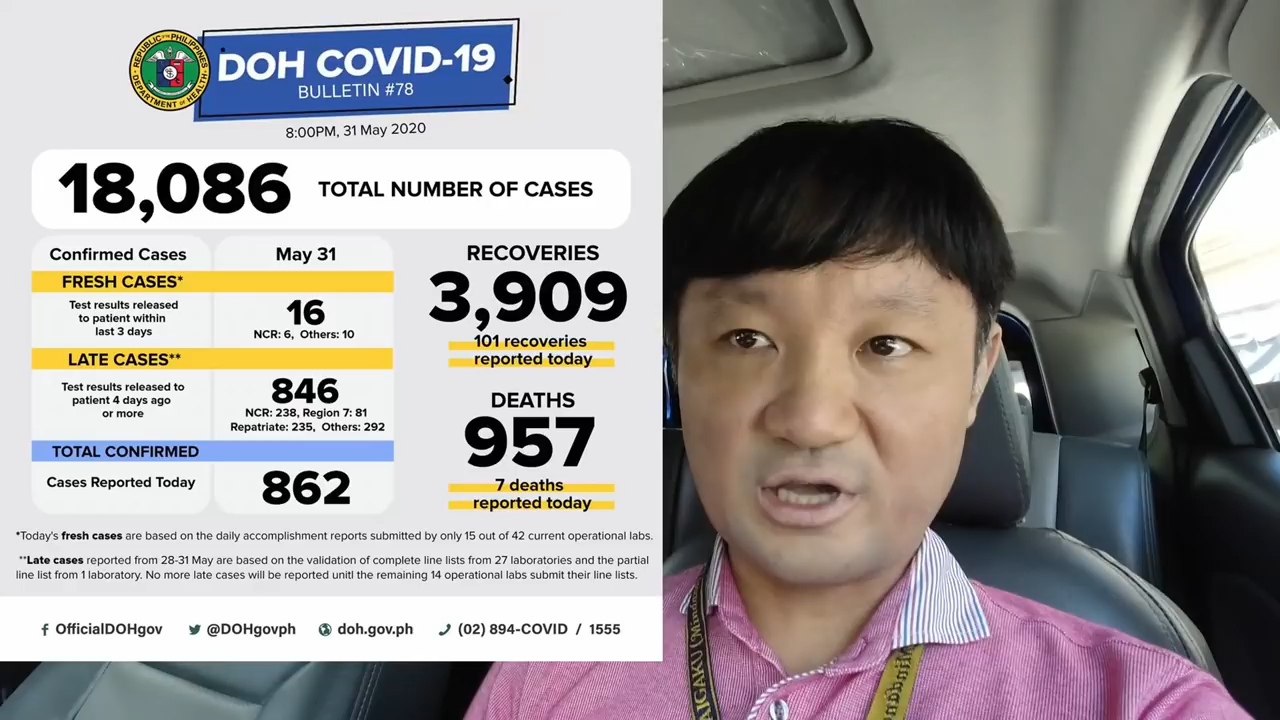 REPUBLIC OF THE PHILIPPINES
DEPARTMENT OF HEALTH
DOH COVID-19
BULLETIN #78
8:00PM, 31 May 2020
18,086 TOTAL NUMBER OF CASES
Confirmed Cases May 31
FRESH CASES*
Test results released
to patient within
last 3 days
16
NCR: 6, Others: 10
LATE CASES**
Test results released to
patient 4 days ago
or more
846
NCR: 238, Region 7: 81
Repatriate: 235, Others: 292
TOTAL CONFIRMED
Cases Reported Today 862
RECOVERIES
3,909
101 recoveries
reported today
DEATHS
957
7 deaths
reported today
*Today's fresh cases are based on the daily accomplishment reports submitted by only 15 out of 42 current operational labs.
**Late cases reported from 28-31 May are based on the validation of complete line lists from 27 laboratories and the partial
line list from 1 laboratory. No more late cases will be reported until the remaining 14 operational labs submit their line lists.
OfficialDOHgov @DOHgovph doh.gov.ph (02) 894-COVID / 1555
AIGAKU